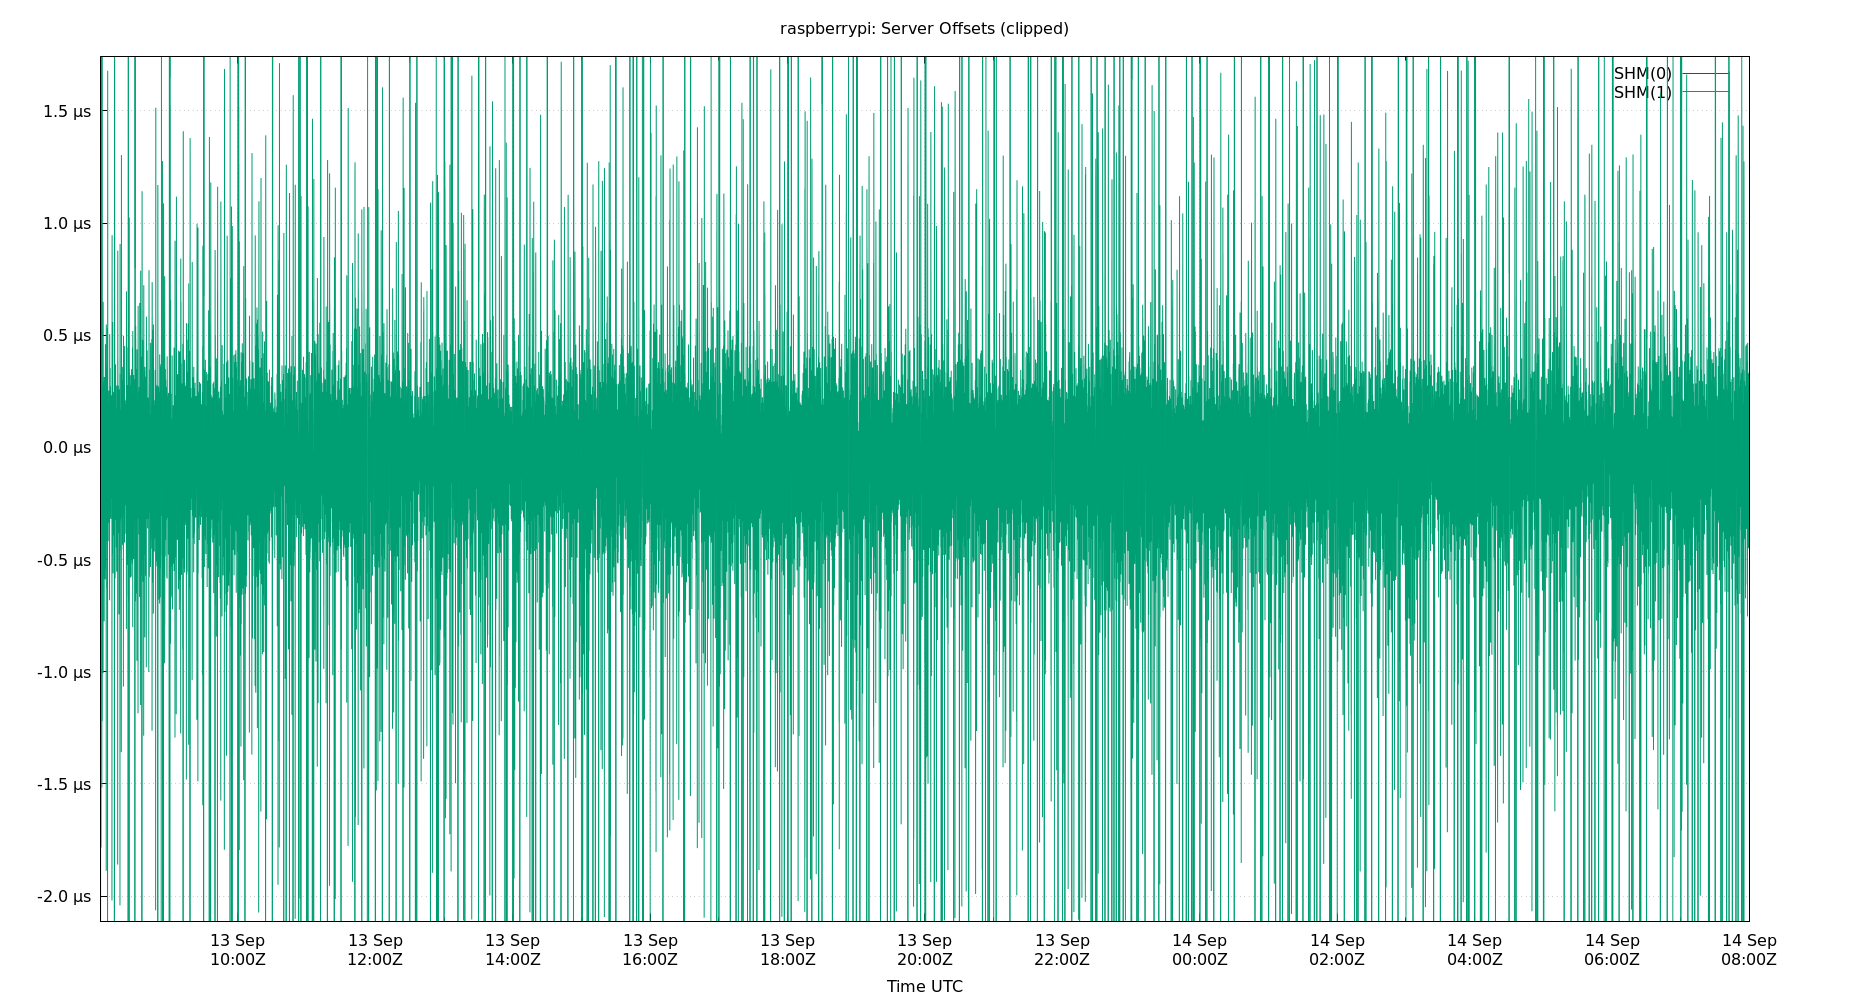 raspberrypi: Server Offsets (clipped)
SHM(0)
SHM(1)
1.5 µs
1.0 µs
0.5 µs
0.0 µs
-0.5 µs
-1.0 µs
-1.5 µs
-2.0 µs
13 Sep 13 Sep 13 Sep 13 Sep 13 Sep 13 Sep 13 Sep 14 Sep 14 Sep 14 Sep 14 Sep 14 Sep
10:00Z 12:00Z 14:00Z 16:00Z 18:00Z 20:00Z 22:00Z 00:00Z 02:00Z 04:00Z 06:00Z 08:00Z
Time UTC